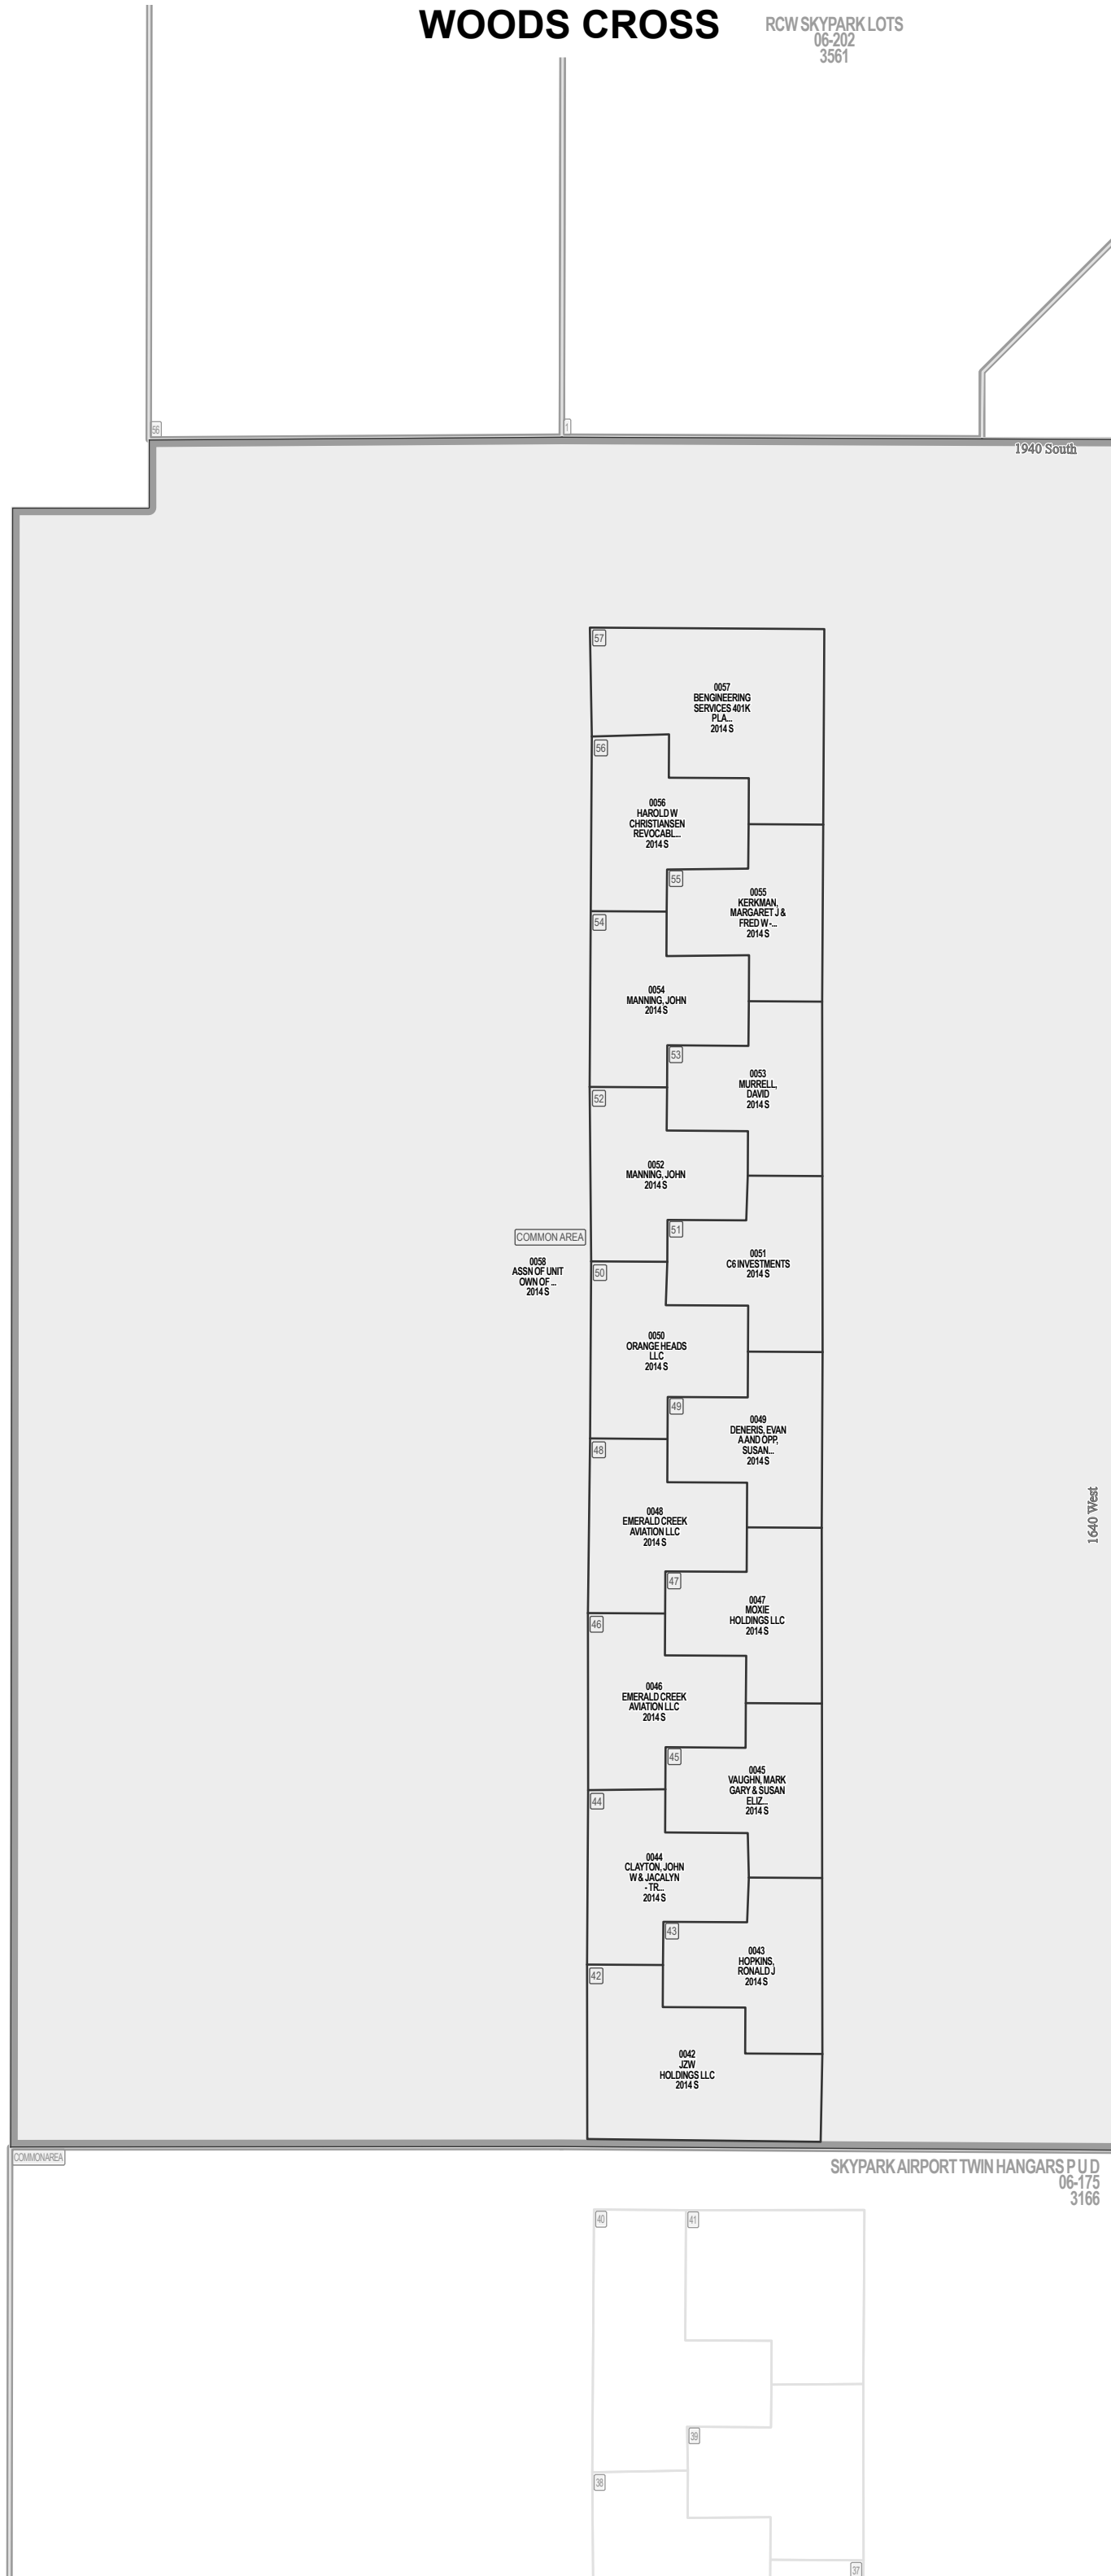 WOODS CROSS
RCW SKYPARK LOTS
06-202
3561
56
1
1940 South
57
0057
BENGINEERING
SERVICES 401K
PLA...
2014 S
56
0056
HAROLD W
CHRISTIANSEN
REVOCABL...
2014 S
55
0055
KERKMAN,
MARGARET J &
FRED W -...
2014 S
54
0054
MANNING, JOHN
2014 S
53
0053
MURRELL,
DAVID
2014 S
52
0052
MANNING, JOHN
2014 S
51
0051
C6 INVESTMENTS
2014 S
COMMON AREA
0058
ASSN OF UNIT
OWN OF ...
2014 S
50
0050
ORANGE HEADS
LLC
2014 S
49
0049
DENERIS, EVAN
A AND OPP,
SUSAN...
2014 S
48
0048
EMERALD CREEK
AVIATION LLC
2014 S
1640 West
47
0047
MOXIE
HOLDINGS LLC
2014 S
46
0046
EMERALD CREEK
AVIATION LLC
2014 S
45
0045
VAUGHN, MARK
GARY & SUSAN
ELIZ...
2014 S
44
0044
CLAYTON, JOHN
W & JACALYN
- TR...
2014 S
43
0043
HOPKINS,
RONALD J
2014 S
42
0042
JZW
HOLDINGS LLC
2014 S
COMMON AREA
SKYPARK AIRPORT TWIN HANGARS P U D
06-175
3166
40
41
39
38
37